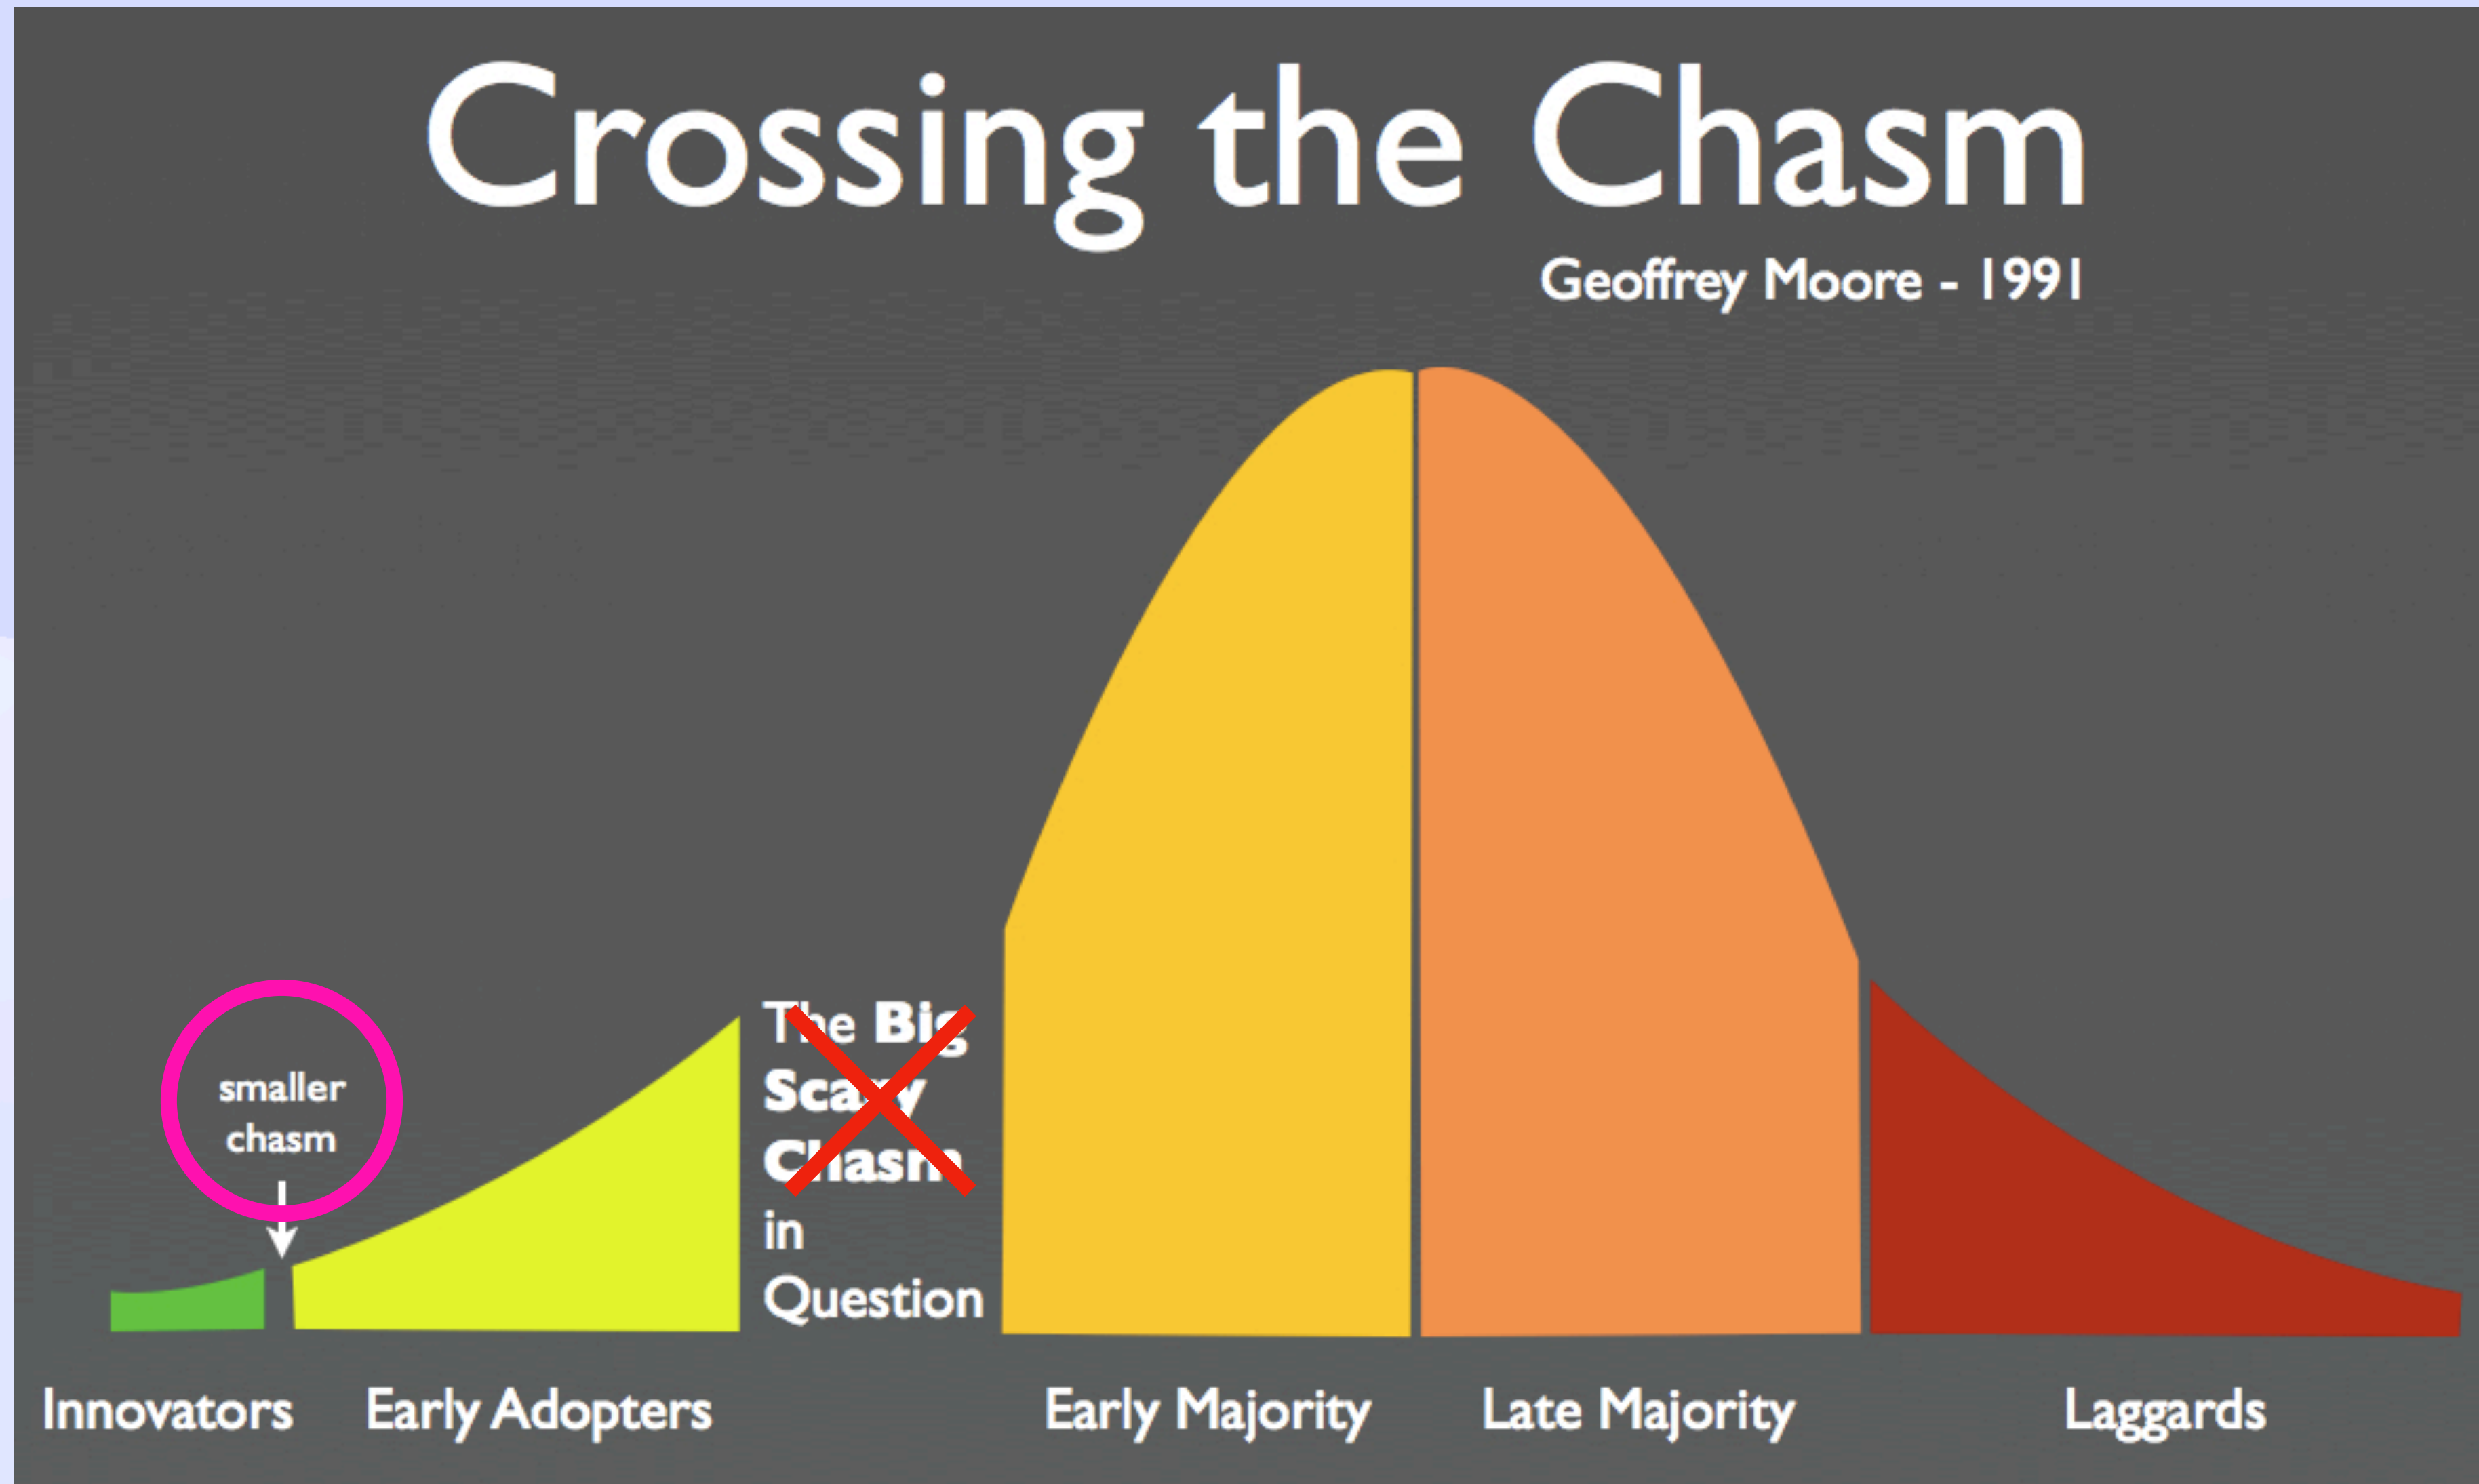 Crossing the Chasm
Geoffrey Moore - 1991
smaller
chasm
The Big
Scary
Chasm
in
Question
Innovators
Early Adopters
Early Majority
Late Majority
Laggards